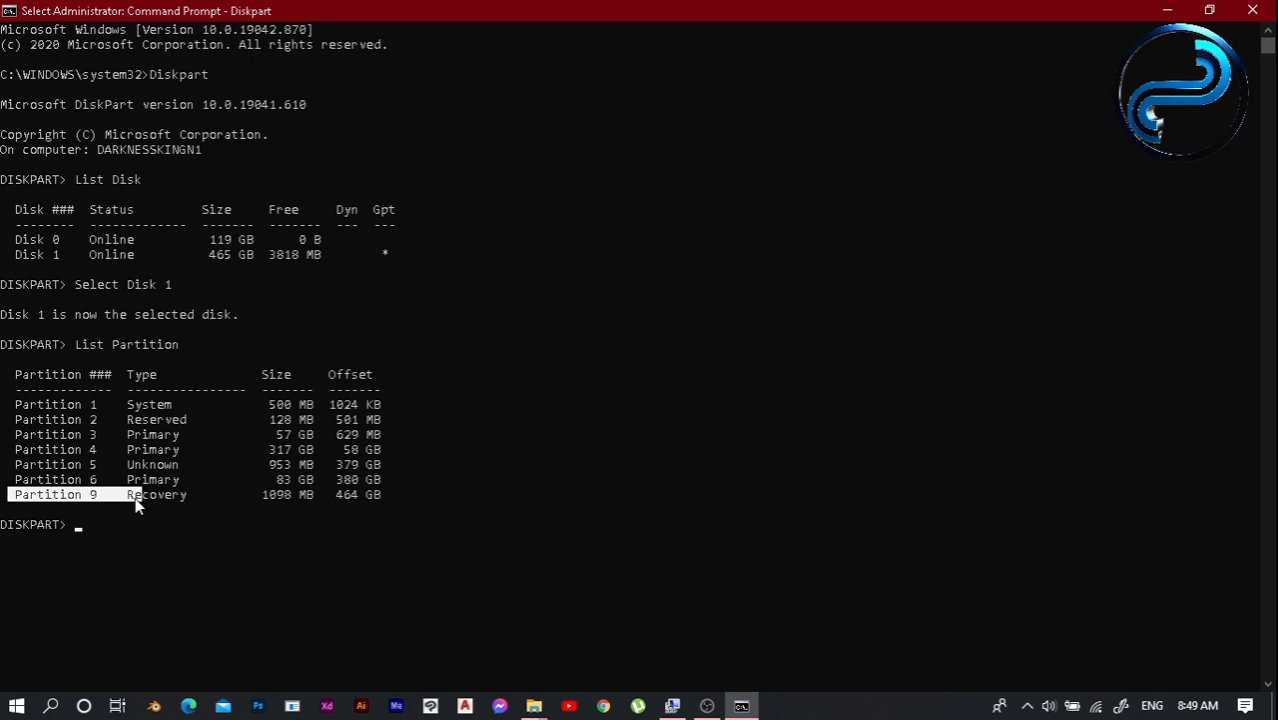 Select Administrator: Command Prompt - Diskpart
Microsoft Windows [Version 10.0.19042.870]
(c) 2020 Microsoft Corporation. All rights reserved.
C:\WINDOWS\system32>Diskpart
Microsoft DiskPart version 10.0.19041.610
Copyright (C) Microsoft Corporation.
On computer: DARKNESSKINGN1
DISKPART> List Disk
Disk ### Status Size Free Dyn Gpt
-------- ------------- ------- ------- --- ---
Disk 0 Online 119 GB 0 B
Disk 1 Online 465 GB 3818 MB *
DISKPART> Select Disk 1
Disk 1 is now the selected disk.
DISKPART> List Partition
Partition ### Type Size Offset
------------- ---------------- ------- -------
Partition 1 System 500 MB 1024 KB
Partition 2 Reserved 128 MB 501 MB
Partition 3 Primary 57 GB 629 MB
Partition 4 Primary 317 GB 58 GB
Partition 5 Unknown 953 MB 379 GB
Partition 6 Primary 83 GB 380 GB
Partition 9 Recovery 1098 MB 464 GB
DISKPART>
Ps Xd Ai Me A ENG 8:49 AM